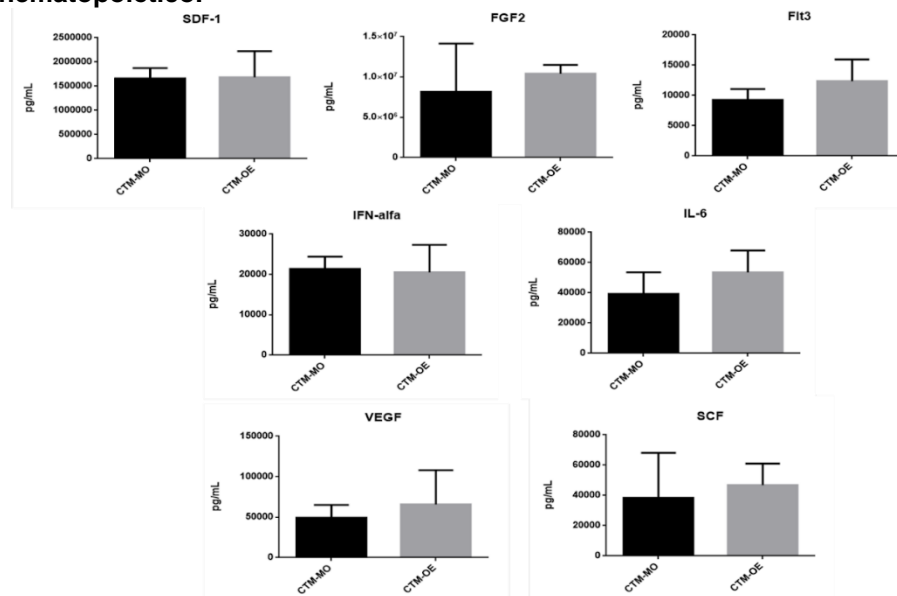 hematopoéticos.
SDF-1
2500000
2000000
1500000
1000000
500000
0
pg/mL
CTM-MO
CTM-OE
FGF2
1.5×10⁷
1.0×10⁷
5.0×10⁶
0
pg/mL
CTM-MO
CTM-OE
Flt3
20000
15000
10000
5000
0
pg/mL
CTM-MO
CTM-OE
IFN-alfa
30000
20000
10000
0
pg/mL
CTM-MO
CTM-OE
IL-6
80000
60000
40000
20000
0
pg/mL
CTM-MO
CTM-OE
VEGF
150000
100000
50000
0
pg/mL
CTM-MO
CTM-OE
SCF
80000
60000
40000
20000
0
pg/mL
CTM-MO
CTM-OE